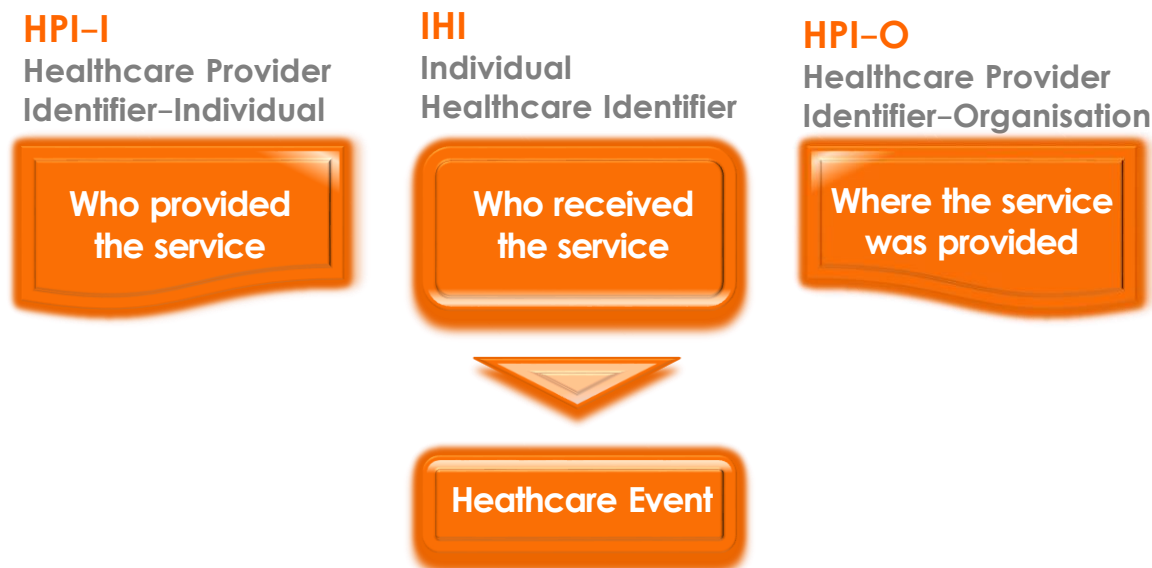 HPI-I
Healthcare Provider
Identifier-Individual
Who provided
the service
IHI
Individual
Healthcare Identifier
Who received
the service
HPI-O
Healthcare Provider
Identifier-Organisation
Where the service
was provided
Heathcare Event